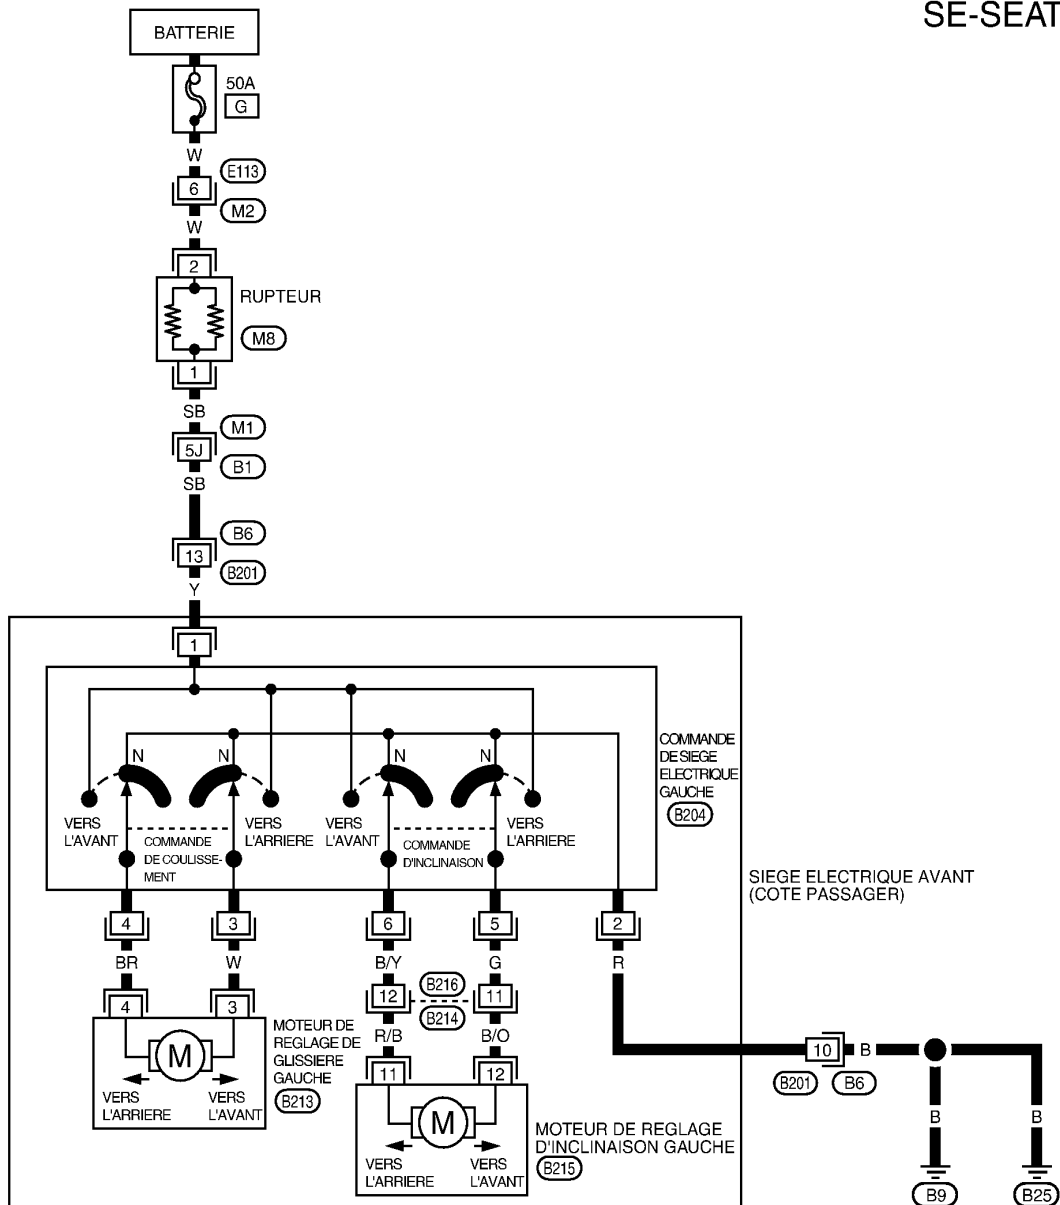 SE-SEAT
BATTERIE
50A
G
W
E113
6
M2
W
2
RUPTEUR
M8
1
SB
M1
5J
B1
SB
B6
13
B201
Y
1
COMMANDE
DE SIEGE
ELECTRIQUE
GAUCHE
B204
N
N
N
N
VERS
L'AVANT
COMMANDE
DE COULISSE-
MENT
VERS
L'ARRIERE
VERS
L'AVANT
COMMANDE
D'INCLINAISON
VERS
L'ARRIERE
SIEGE ELECTRIQUE AVANT
(COTE PASSAGER)
4
3
6
5
2
BR
W
B/Y
G
R
12
B216
11
B214
4
3
R/B
B/O
MOTEUR DE
REGLAGE DE
GLISSIERE
GAUCHE
B213
M
VERS
L'ARRIERE
VERS
L'AVANT
11
12
M
VERS
L'ARRIERE
VERS
L'AVANT
MOTEUR DE REGLAGE
D'INCLINAISON GAUCHE
B215
10
B
B201
B6
B
B
B9
B25